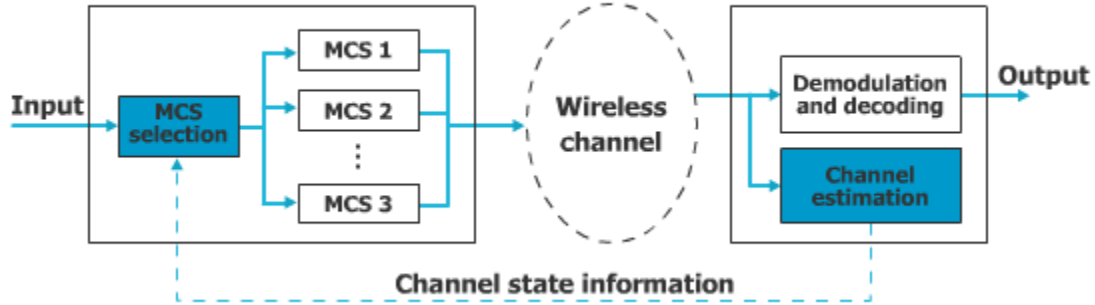 Input
MCS
selection
MCS 1
MCS 2
⋮
MCS 3
Wireless
channel
Demodulation
and decoding
Output
Channel
estimation
Channel state information